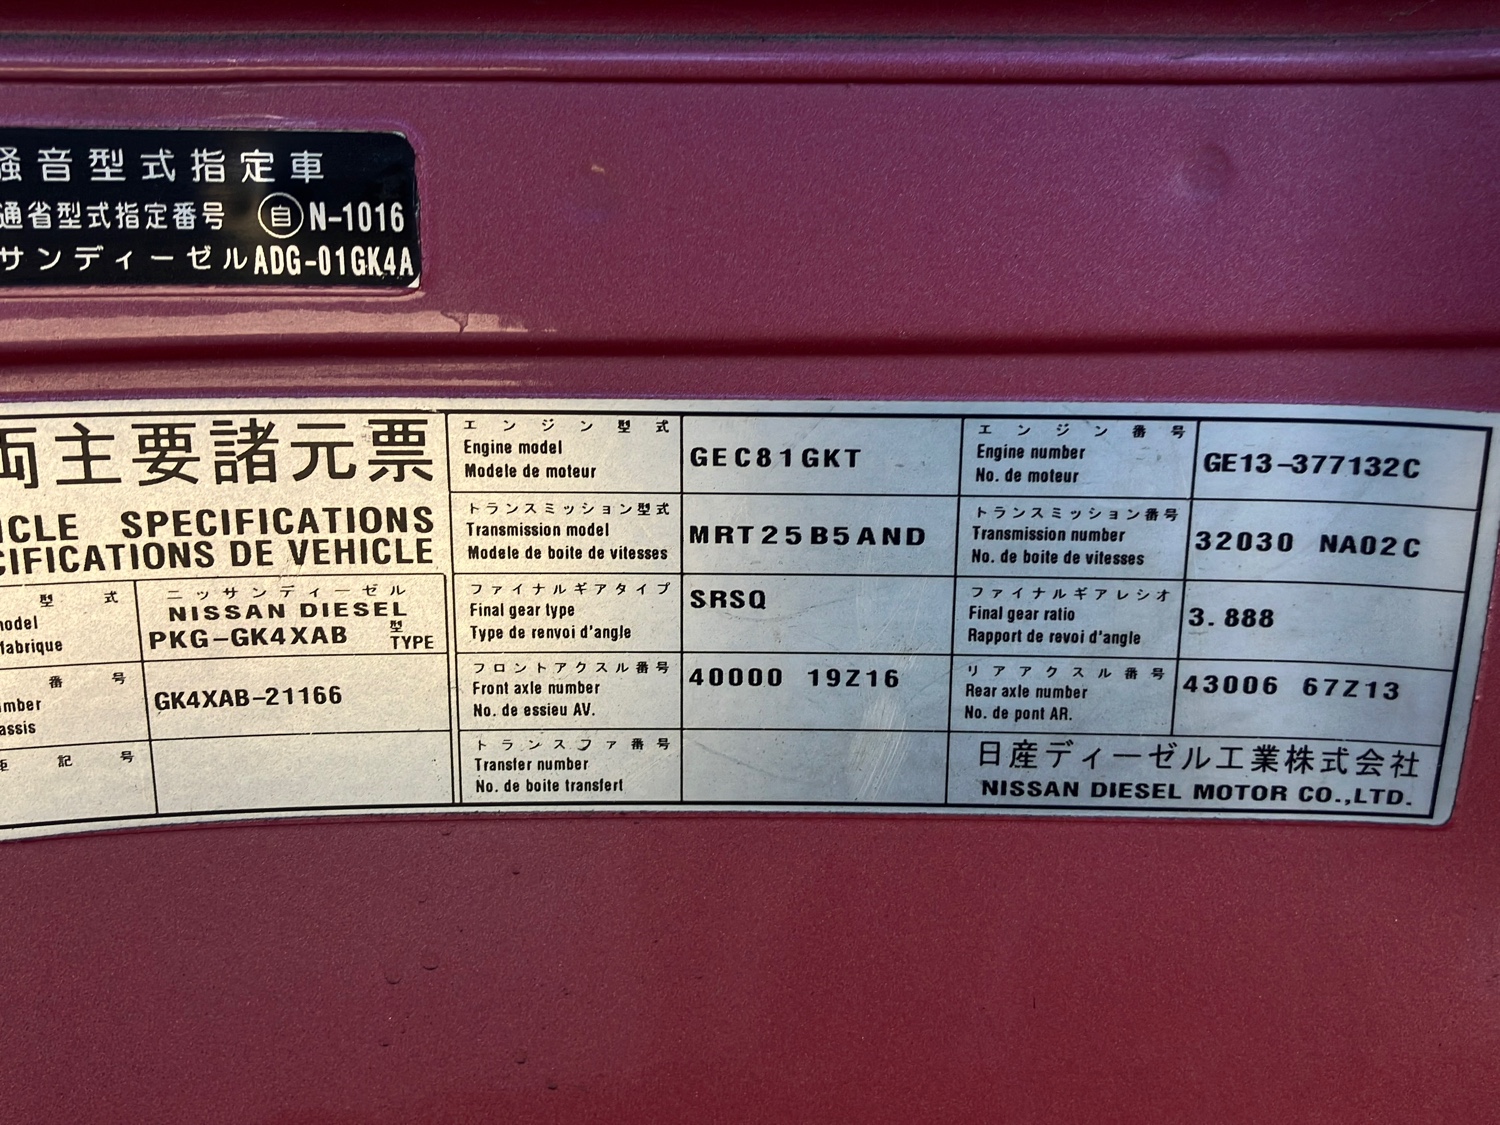 騒音型式指定車
通省型式指定番号 自 N-1016
サンディーゼル ADG-01GK4A
両主要諸元票
ICLE SPECIFICATIONS
CIFICATIONS DE VEHICLE
型式
odel
fabrique
ニッサンディーゼル
NISSAN DIESEL
PKG-GK4XAB 型 TYPE
番号
umber
assis
GK4XAB-21166
記号
エンジン型式
Engine model
Modele de moteur
GEC81GKT
エンジン番号
Engine number
No. de moteur
GE13-377132C
トランスミッション型式
Transmission model
Modele de boite de vitesses
MRT25B5AND
トランスミッション番号
Transmission number
No. de boite de vitesses
32030 NA02C
ファイナルギアタイプ
Final gear type
Type de renvoi d'angle
SRSQ
ファイナルギアレシオ
Final gear ratio
Rapport de revoi d'angle
3.888
フロントアクスル番号
Front axle number
No. de essieu AV.
40000 19Z16
リアアクスル番号
Rear axle number
No. de pont AR.
43006 67Z13
トランスファ番号
Transfer number
No. de boite transfert
日産ディーゼル工業株式会社
NISSAN DIESEL MOTOR CO.,LTD.